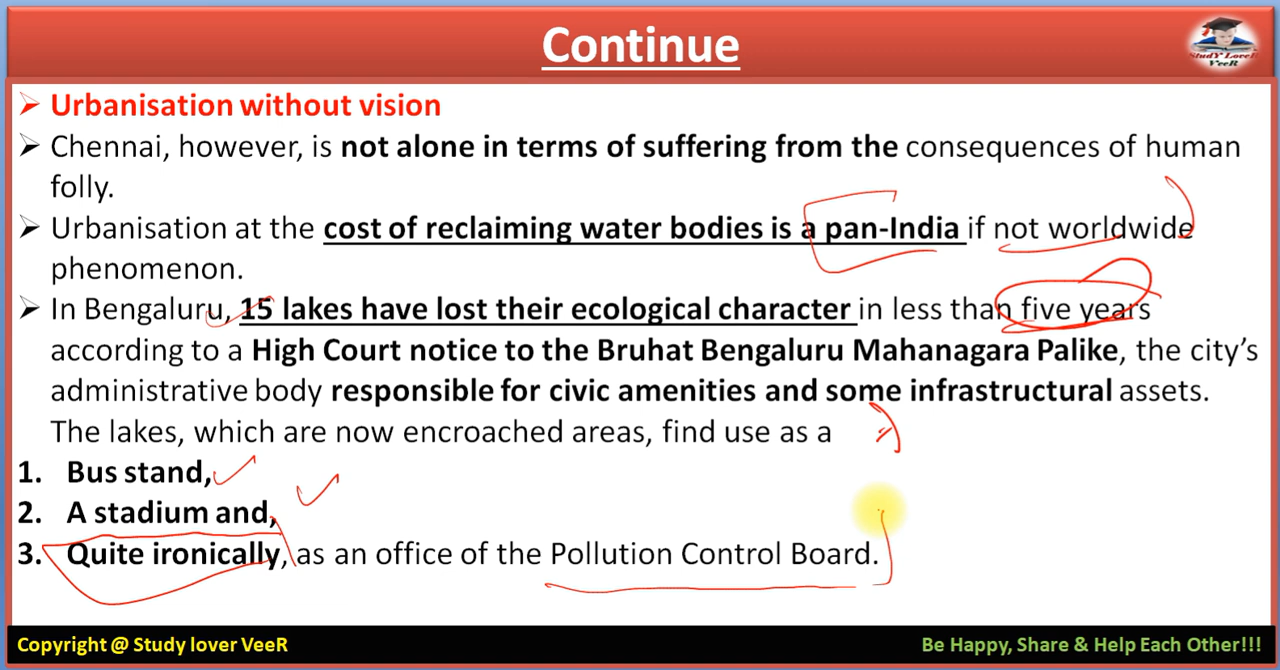 Continue
StudY LoveR
VeeR
➢ Urbanisation without vision
➢ Chennai, however, is not alone in terms of suffering from the consequences of human
folly.
➢ Urbanisation at the cost of reclaiming water bodies is a pan-India if not worldwide
phenomenon.
➢ In Bengaluru, 15 lakes have lost their ecological character in less than five years
according to a High Court notice to the Bruhat Bengaluru Mahanagara Palike, the city’s
administrative body responsible for civic amenities and some infrastructural assets.
The lakes, which are now encroached areas, find use as a
1. Bus stand,
2. A stadium and,
3. Quite ironically, as an office of the Pollution Control Board.
Copyright @ Study lover VeeR
Be Happy, Share & Help Each Other!!!